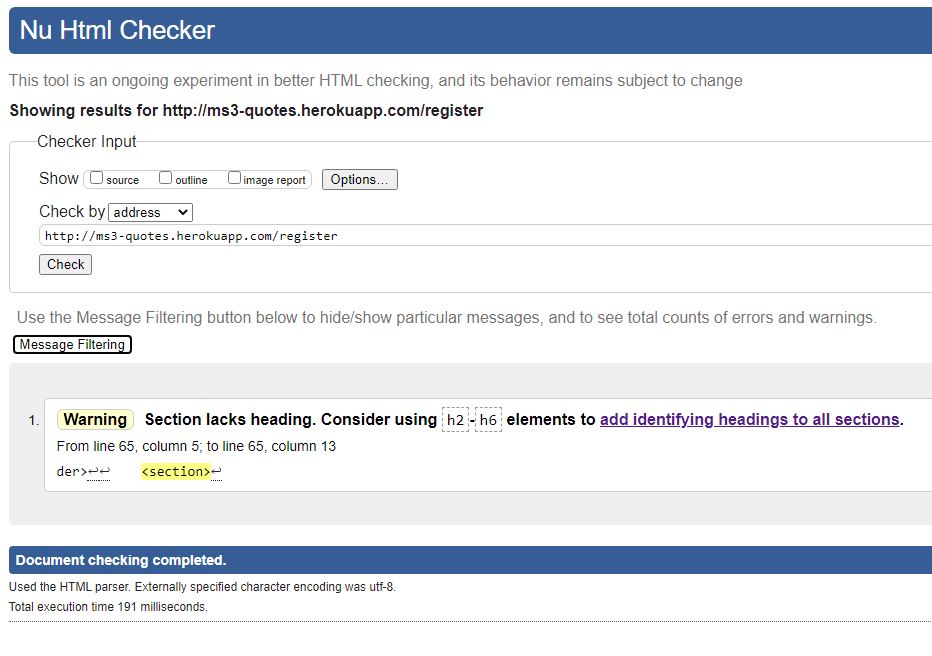 Nu Html Checker
This tool is an ongoing experiment in better HTML checking, and its behavior remains subject to change
Showing results for http://ms3-quotes.herokuapp.com/register
Checker Input
Show source outline image report Options...
Check by address
http://ms3-quotes.herokuapp.com/register
Check
Use the Message Filtering button below to hide/show particular messages, and to see total counts of errors and warnings.
Message Filtering
1. Warning Section lacks heading. Consider using h2-h6 elements to add identifying headings to all sections.
From line 65, column 5; to line 65, column 13
der>↩↩ <section>↩
Document checking completed.
Used the HTML parser. Externally specified character encoding was utf-8.
Total execution time 191 milliseconds.